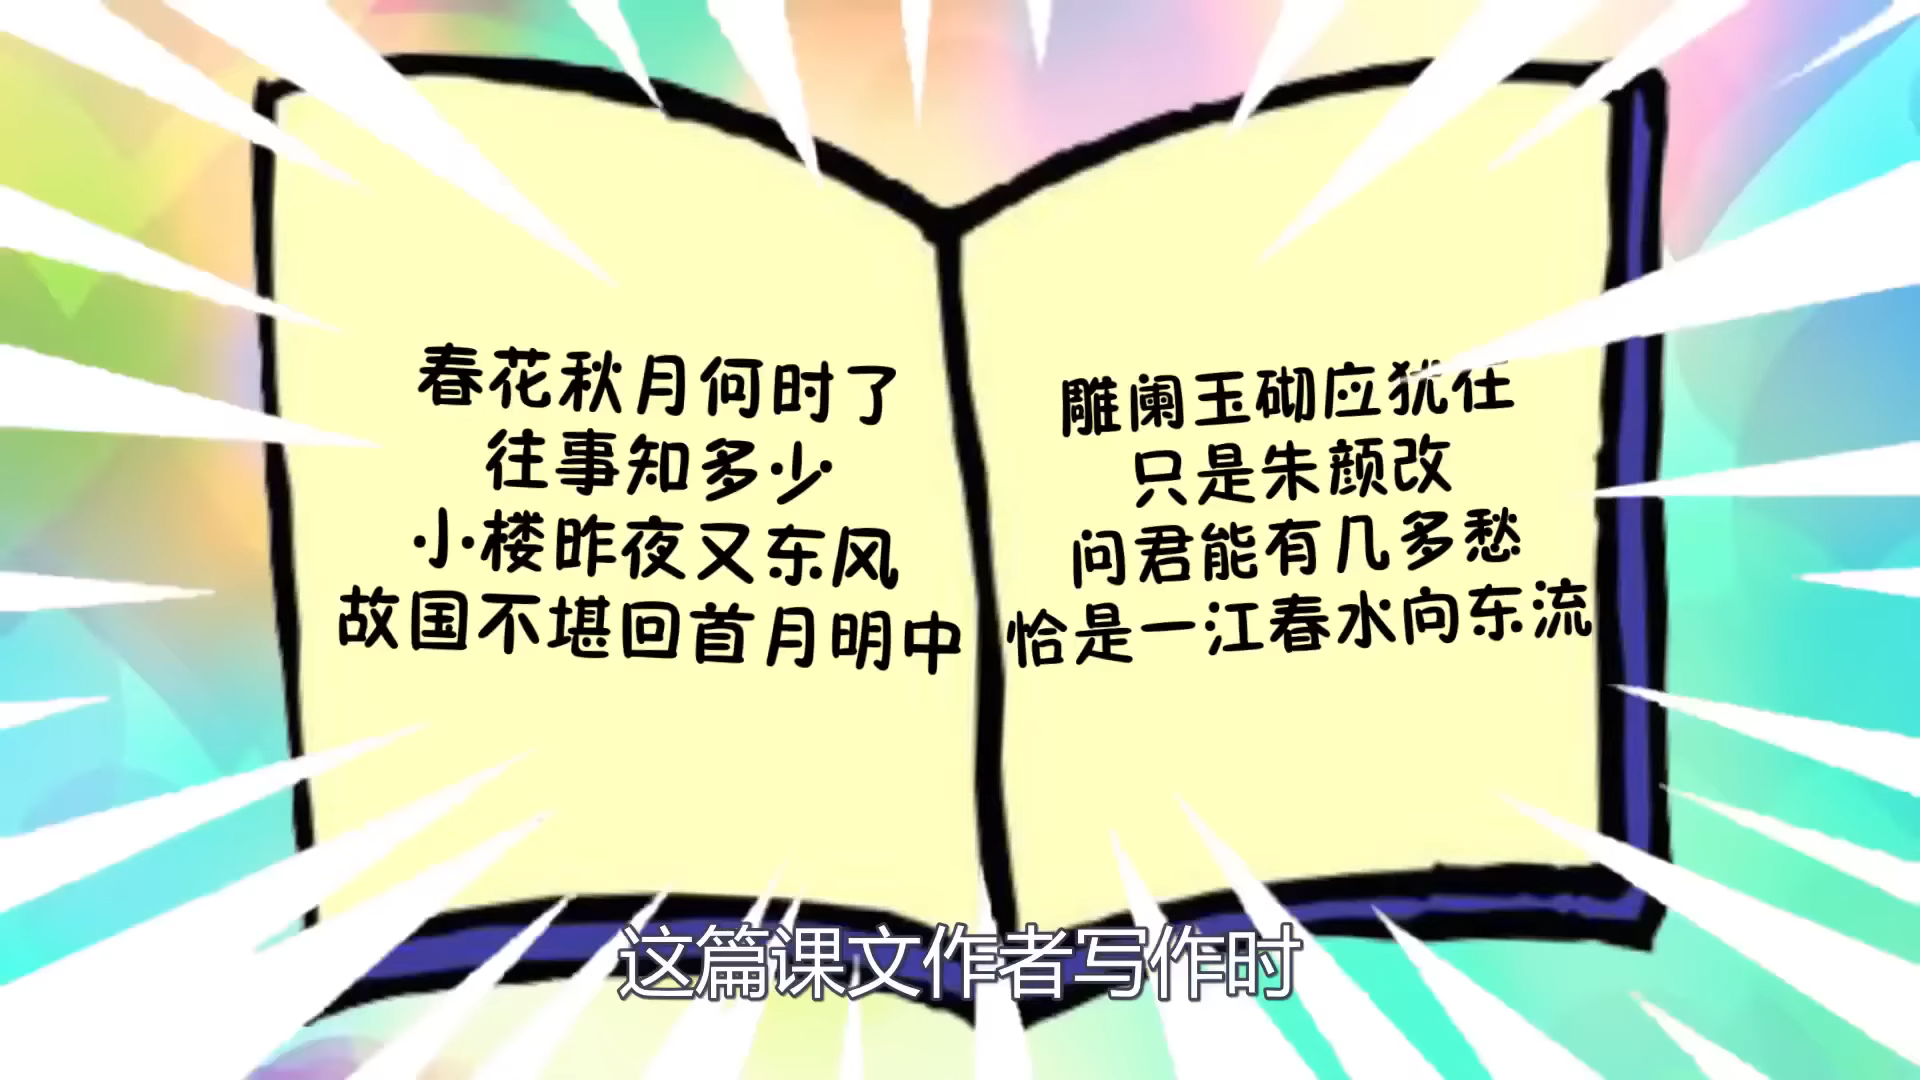 春花秋月何时了
往事知多少
小楼昨夜又东风
故国不堪回首月明中
雕阑玉砌应犹在
只是朱颜改
问君能有几多愁
恰是一江春水向东流
这篇课文作者写作时